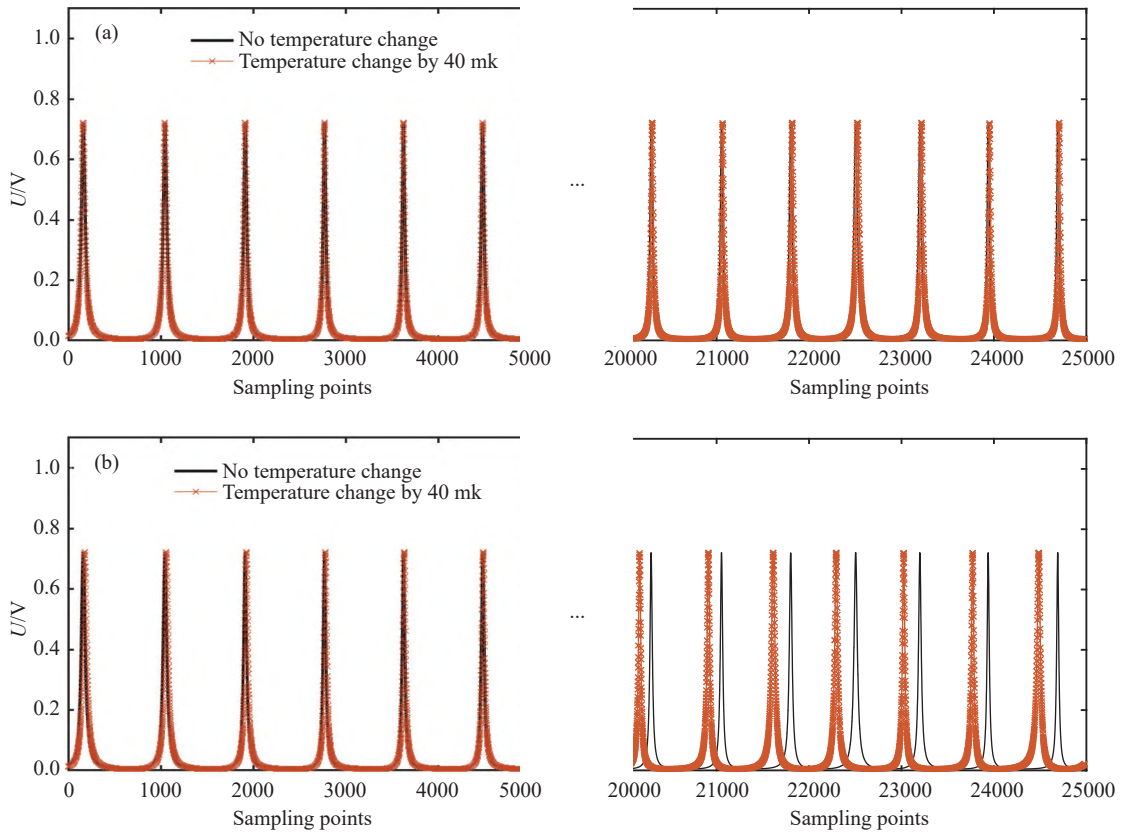 (a)
No temperature change
Temperature change by 40 mk
1.0
0.8
0.6
0.4
0.2
0.0
U/V
...
0 1000 2000 3000 4000 5000
20000 21000 22000 23000 24000 25000
Sampling points
Sampling points
(b)
No temperature change
Temperature change by 40 mk
1.0
0.8
0.6
0.4
0.2
0.0
U/V
...
0 1000 2000 3000 4000 5000
20000 21000 22000 23000 24000 25000
Sampling points
Sampling points